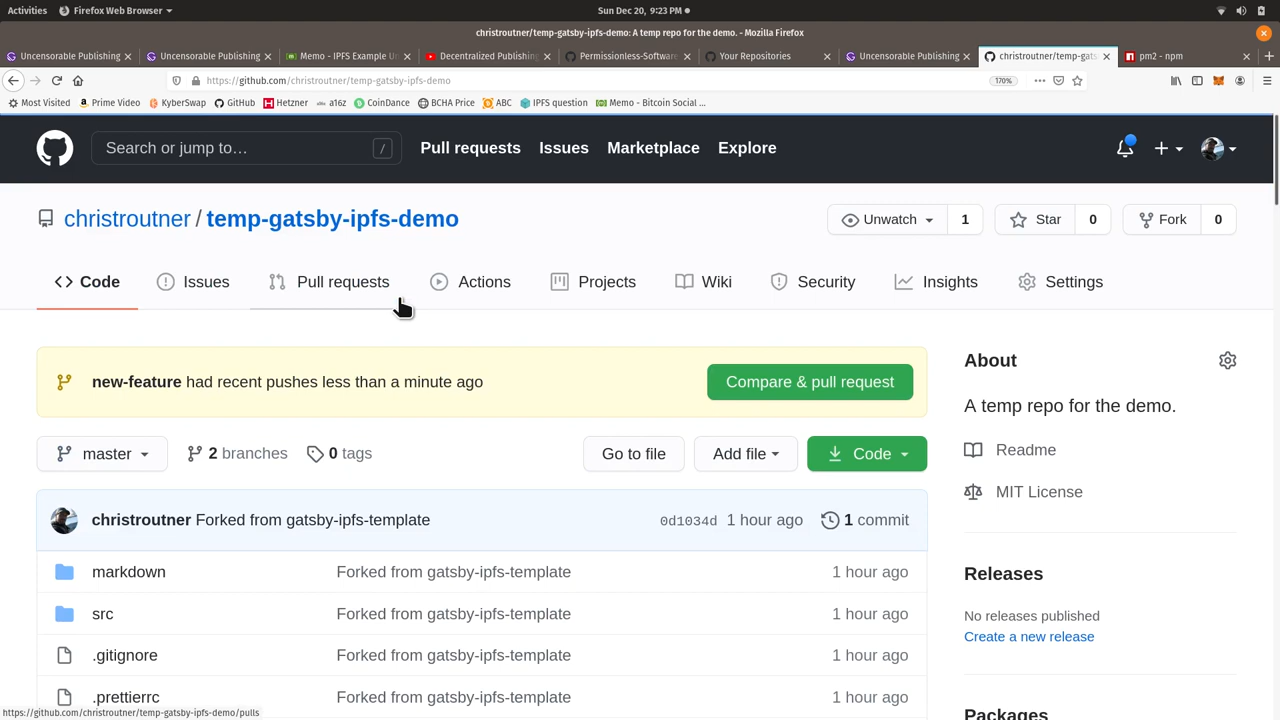 Activities Firefox Web Browser Sun Dec 20, 9:23 PM
christroutner/temp-gatsby-ipfs-demo: A temp repo for the demo. - Mozilla Firefox
Uncensorable Publishing Uncensorable Publishing Memo - IPFS Example U Decentralized Publishing Permissionless-Software Your Repositories Uncensorable Publishing christroutner/temp-gats pm2 - npm
https://github.com/christroutner/temp-gatsby-ipfs-demo 170%
Most Visited Prime Video KyberSwap GitHub Hetzner a16z CoinDance BCHA Price ABC IPFS question Memo - Bitcoin Social ...
Search or jump to… / Pull requests Issues Marketplace Explore
christroutner / temp-gatsby-ipfs-demo Unwatch 1 Star 0 Fork 0
Code Issues Pull requests Actions Projects Wiki Security Insights Settings
new-feature had recent pushes less than a minute ago Compare & pull request
About
A temp repo for the demo.
master 2 branches 0 tags Go to file Add file Code
Readme
MIT License
christroutner Forked from gatsby-ipfs-template 0d1034d 1 hour ago 1 commit
markdown Forked from gatsby-ipfs-template 1 hour ago
Releases
src Forked from gatsby-ipfs-template 1 hour ago
No releases published
Create a new release
.gitignore Forked from gatsby-ipfs-template 1 hour ago
.prettierrc Forked from gatsby-ipfs-template 1 hour ago
Packages
https://github.com/christroutner/temp-gatsby-ipfs-demo/pulls